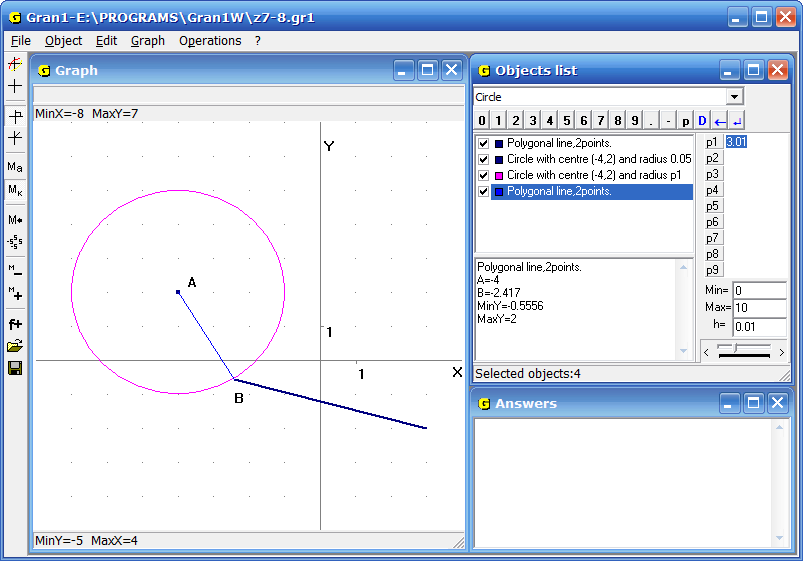 Gran1-E:\PROGRAMS\Gran1W\z7-8.gr1
File Object Edit Graph Operations ?
Graph
MinX=-8 MaxY=7
Y
A
1
1
X
B
MinY=-5 MaxX=4
Ma
Mк
M*
-5
M
M+
f+
Objects list
Circle
0 1 2 3 4 5 6 7 8 9 . - p D ← ↵
Polygonal line,2points.
Circle with centre (-4,2) and radius 0.05
Circle with centre (-4,2) and radius p1
Polygonal line,2points.
p1 3.01
p2
p3
p4
p5
p6
p7
p8
p9
Polygonal line,2points.
A=-4
B=-2.417
MinY=-0.5556
MaxY=2
Min= 0
Max= 10
h= 0.01
< >
Selected objects:4
Answers